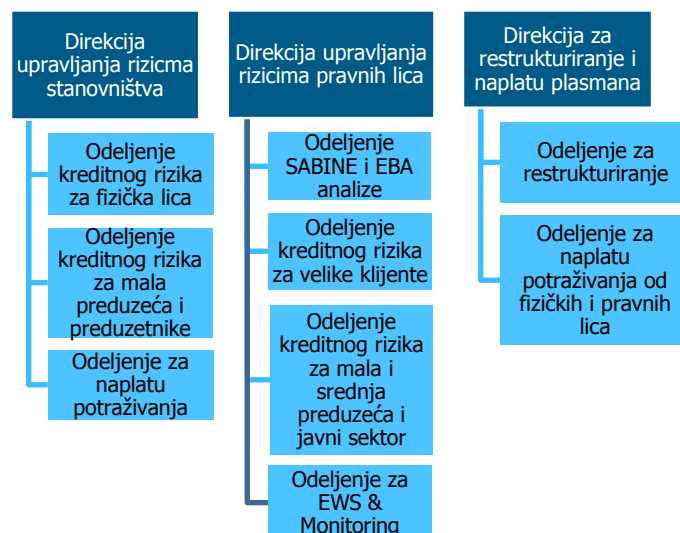 Direkcija
upravljanja rizicma
stanovništva
Odeljenje
kreditnog rizika
za fizička lica
Odeljenje
kreditnog rizika
za mala
preduzeća i
preduzetnike
Odeljenje za
naplatu
potraživanja
Direkcija upravljanja
rizicima pravnih lica
Odeljenje
SABINE i EBA
analize
Odeljenje
kreditnog rizika
za velike klijente
Odeljenje
kreditnog rizika
za mala i
srednja
preduzeća i
javni sektor
Odeljenje za
EWS &
Monitoring
Direkcija za
restrukturiranje i
naplatu plasmana
Odeljenje za
restrukturiranje
Odeljenje za
naplatu
potraživanja od
fizičkih i pravnih
lica